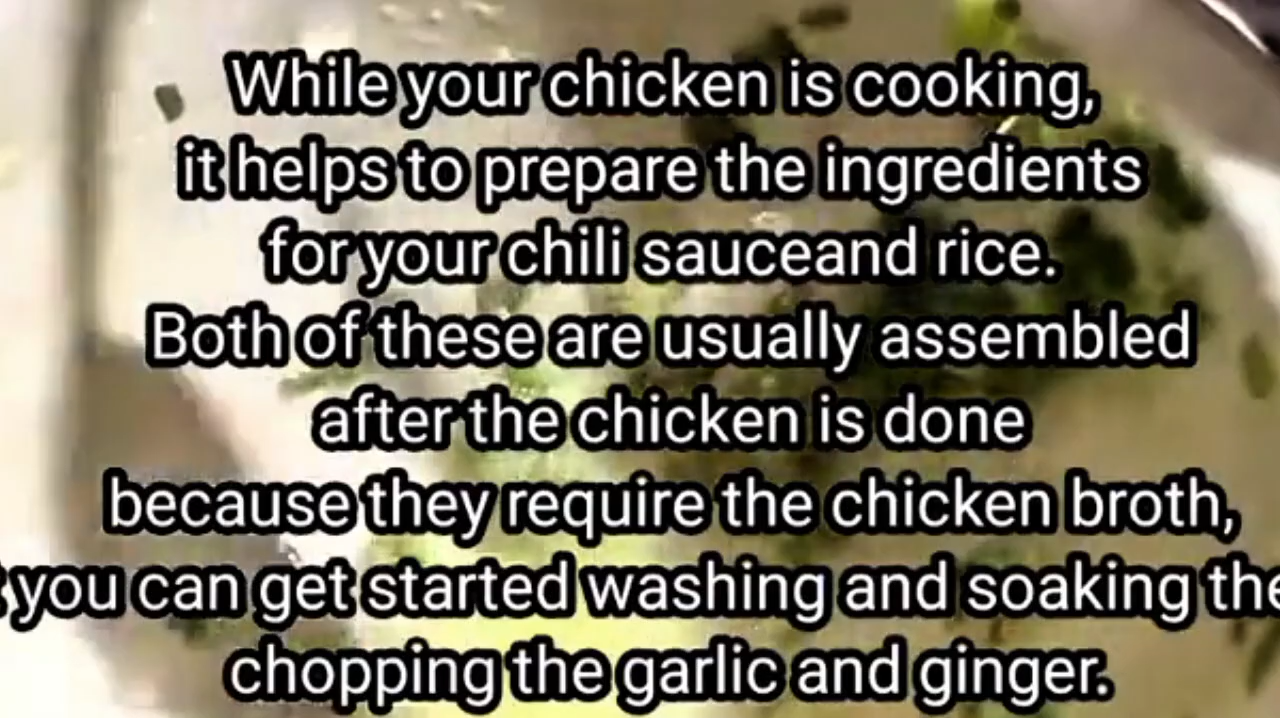 While your chicken is cooking,
it helps to prepare the ingredients
for your chili sauceand rice.
Both of these are usually assembled
after the chicken is done
because they require the chicken broth,
you can get started washing and soaking the
chopping the garlic and ginger.